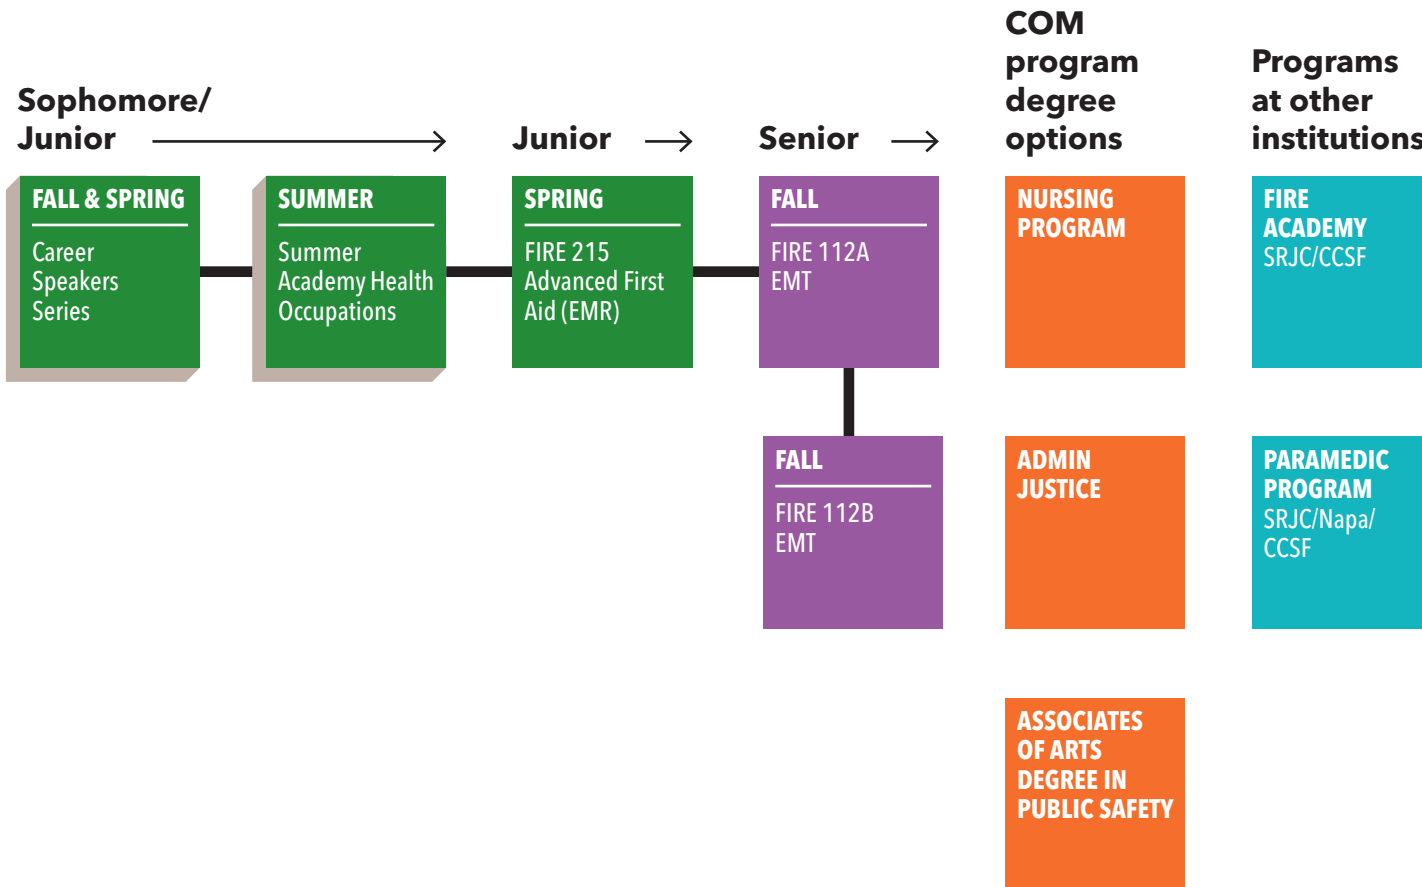 Sophomore/
Junior
Junior
Senior
COM
program
degree
options
Programs
at other
institutions
FALL & SPRING
Career
Speakers
Series
SUMMER
Summer
Academy Health
Occupations
SPRING
FIRE 215
Advanced First
Aid (EMR)
FALL
FIRE 112A
EMT
NURSING
PROGRAM
FIRE
ACADEMY
SRJC/CCSF
FALL
FIRE 112B
EMT
ADMIN
JUSTICE
PARAMEDIC
PROGRAM
SRJC/Napa/
CCSF
ASSOCIATES
OF ARTS
DEGREE IN
PUBLIC SAFETY